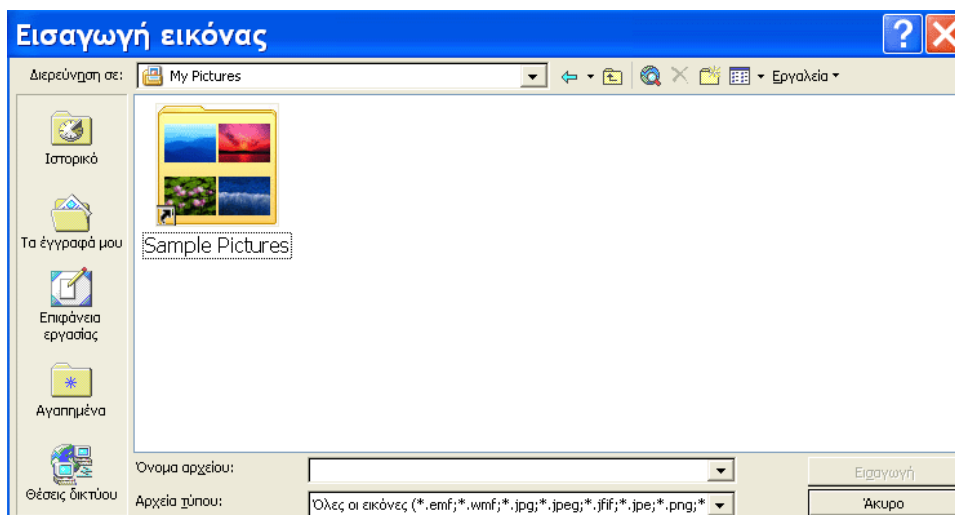 Εισαγωγή εικόνας
Διερεύνηση σε: My Pictures Εργαλεία
Ιστορικό
Τα έγγραφά μου
Sample Pictures
Επιφάνεια
εργασίας
Αγαπημένα
Θέσεις δικτύου
Όνομα αρχείου: Εισαγωγή
Αρχεία τύπου: Όλες οι εικόνες (*.emf;*.wmf;*.jpg;*.jpeg;*.jfif;*.jpe;*.png;* Άκυρο